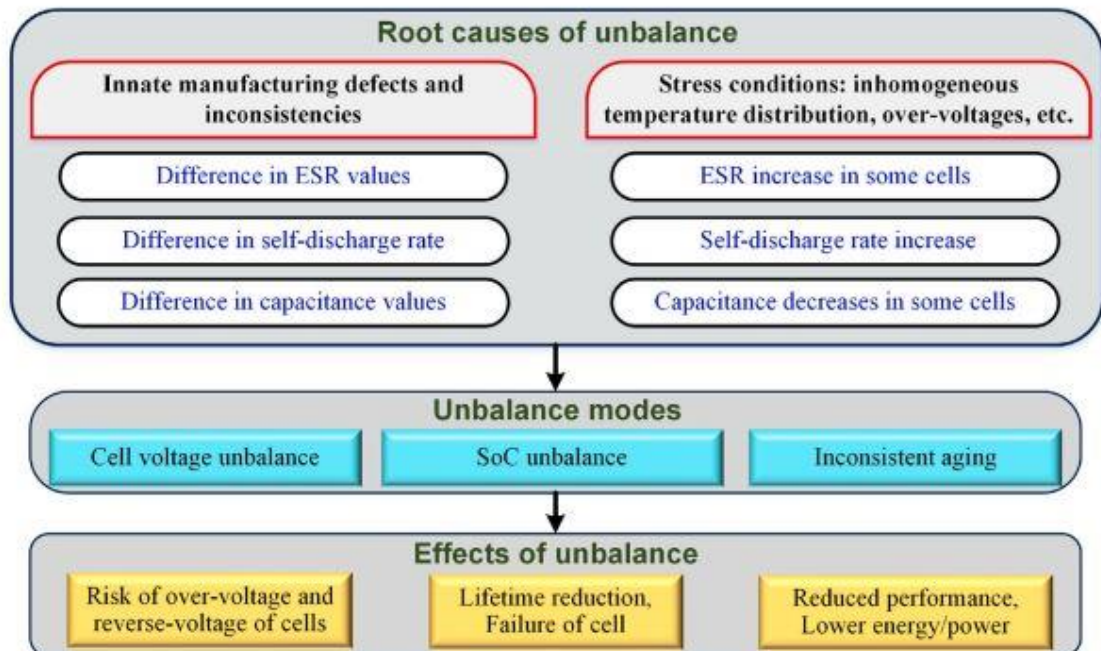 Root causes of unbalance
Innate manufacturing defects and
inconsistencies
Stress conditions: inhomogeneous
temperature distribution, over-voltages, etc.
Difference in ESR values
ESR increase in some cells
Difference in self-discharge rate
Self-discharge rate increase
Difference in capacitance values
Capacitance decreases in some cells
Unbalance modes
Cell voltage unbalance
SoC unbalance
Inconsistent aging
Effects of unbalance
Risk of over-voltage and
reverse-voltage of cells
Lifetime reduction,
Failure of cell
Reduced performance,
Lower energy/power